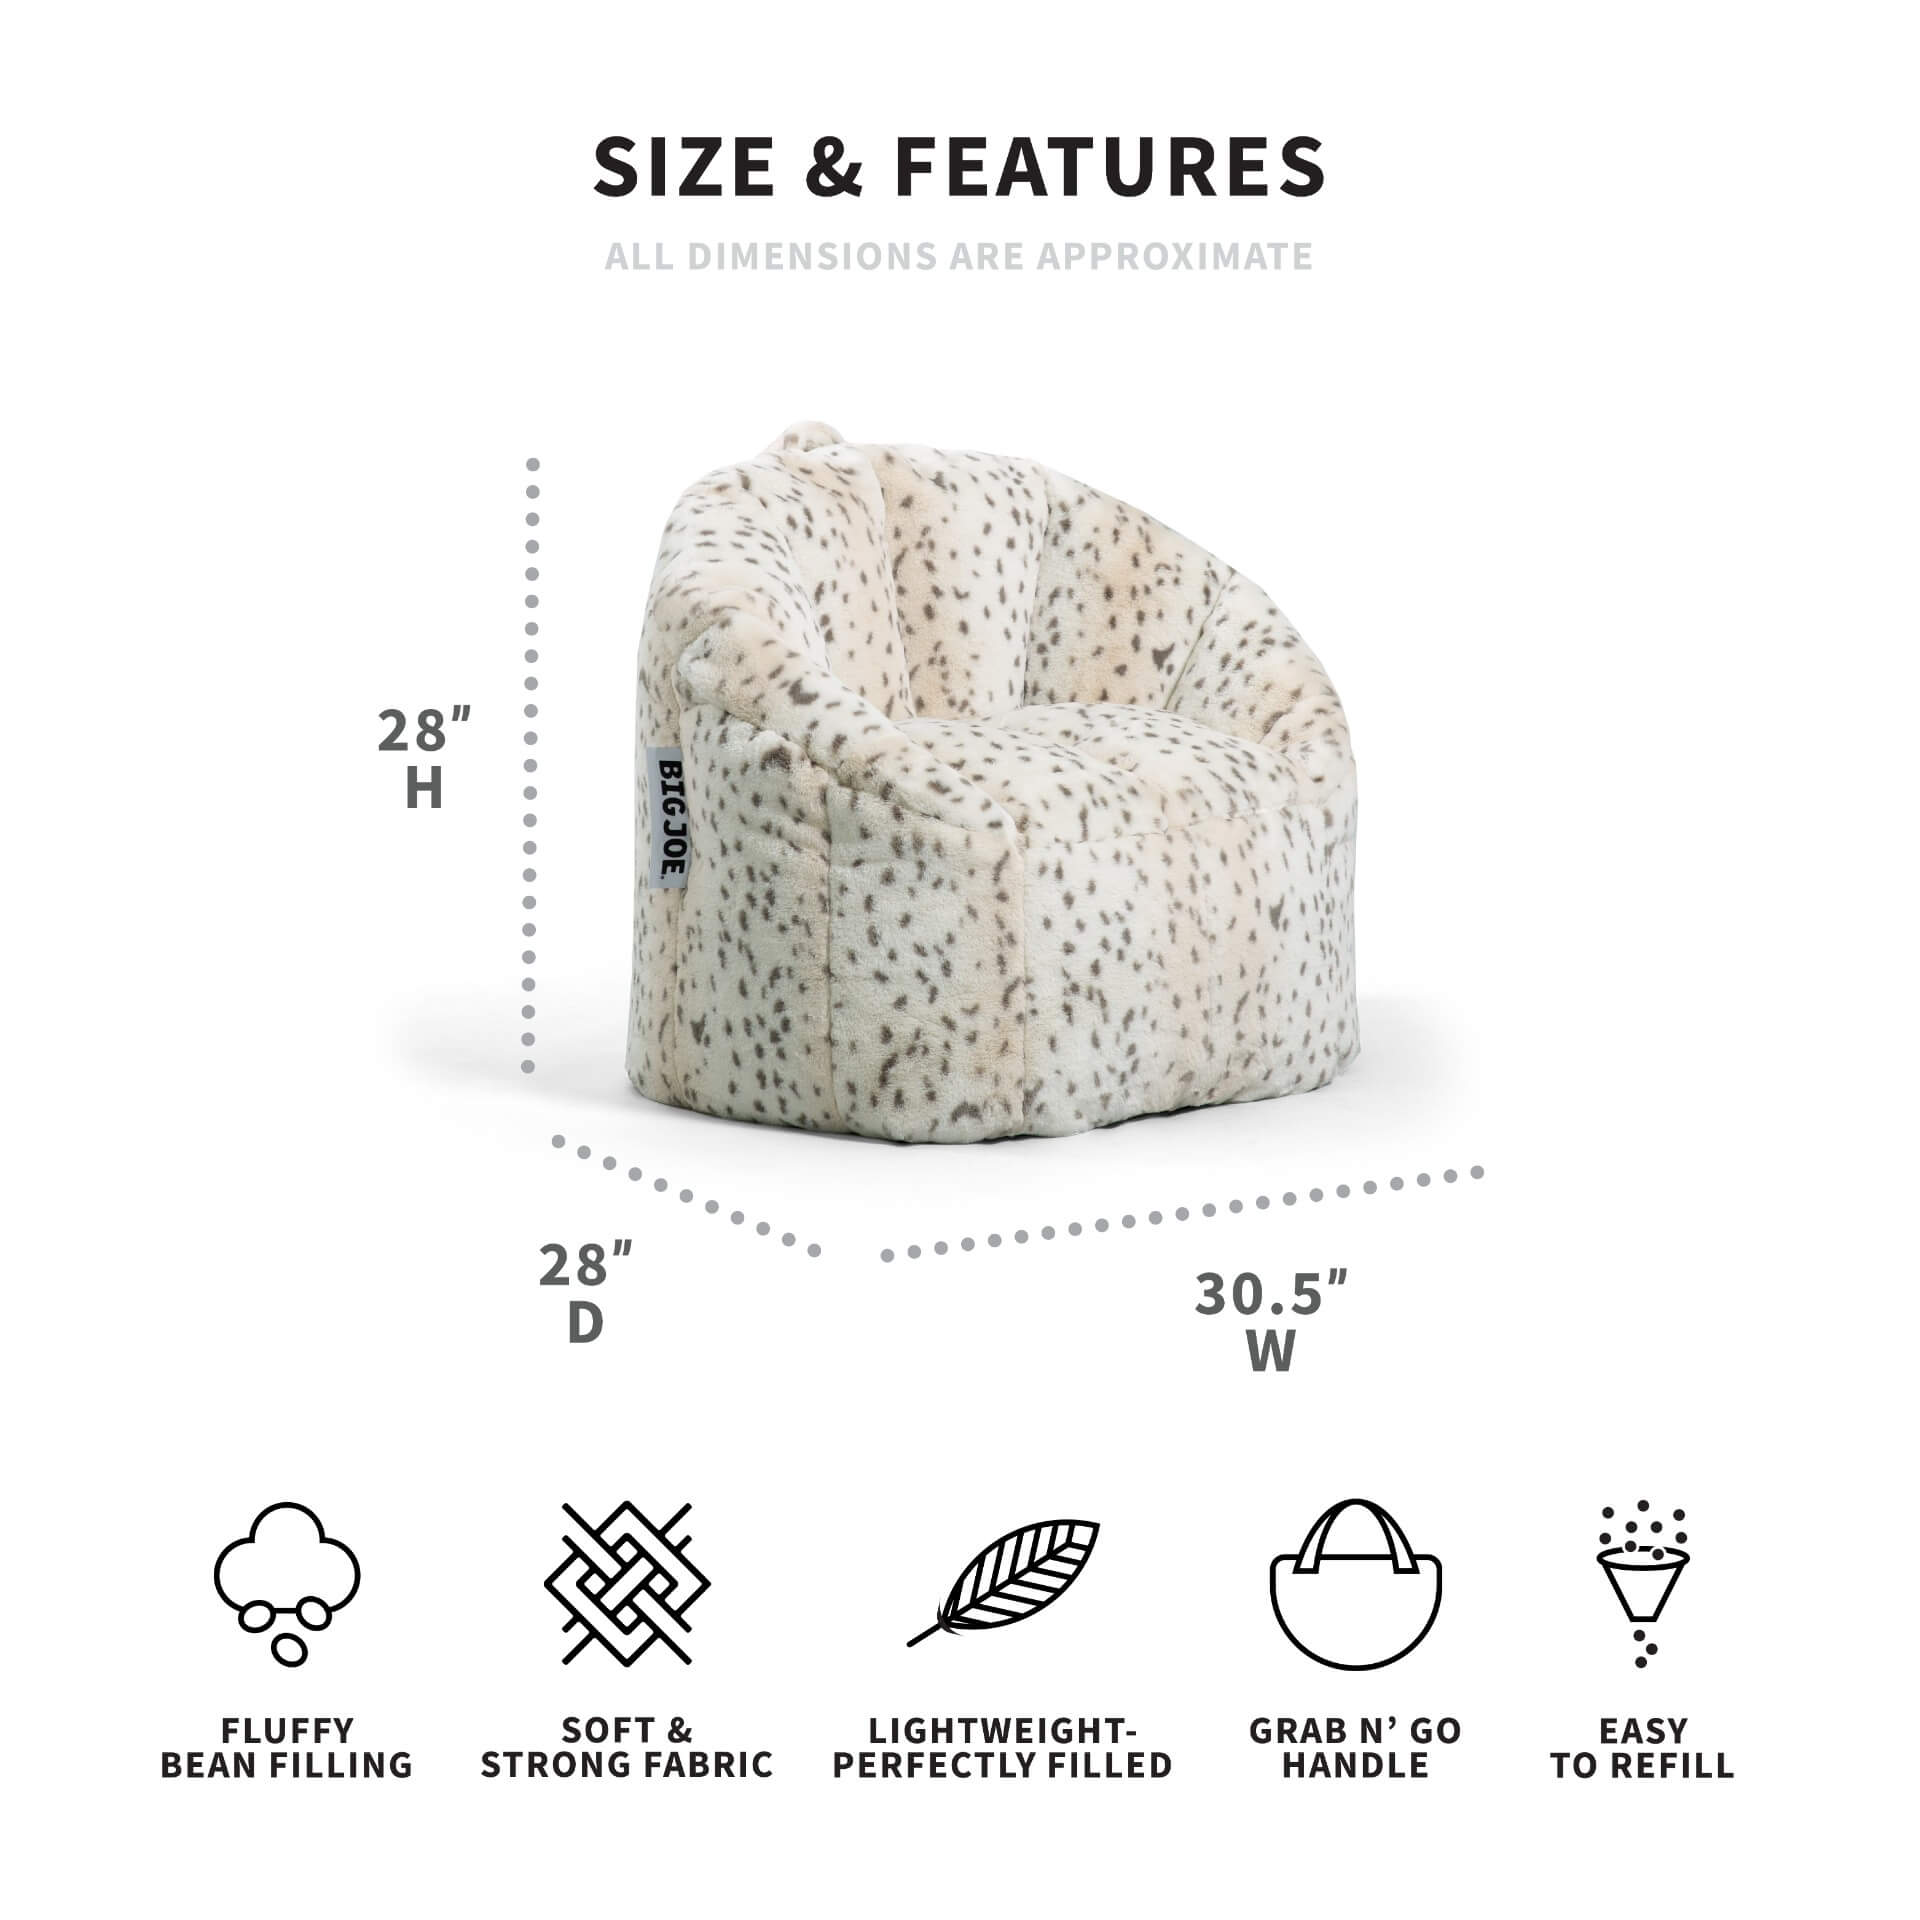 SIZE & FEATURES
ALL DIMENSIONS ARE APPROXIMATE
28"
H
BIG JOE
28"
D
30.5"
W
FLUFFY
BEAN FILLING
SOFT &
STRONG FABRIC
LIGHTWEIGHT-
PERFECTLY FILLED
GRAB N’ GO
HANDLE
EASY
TO REFILL